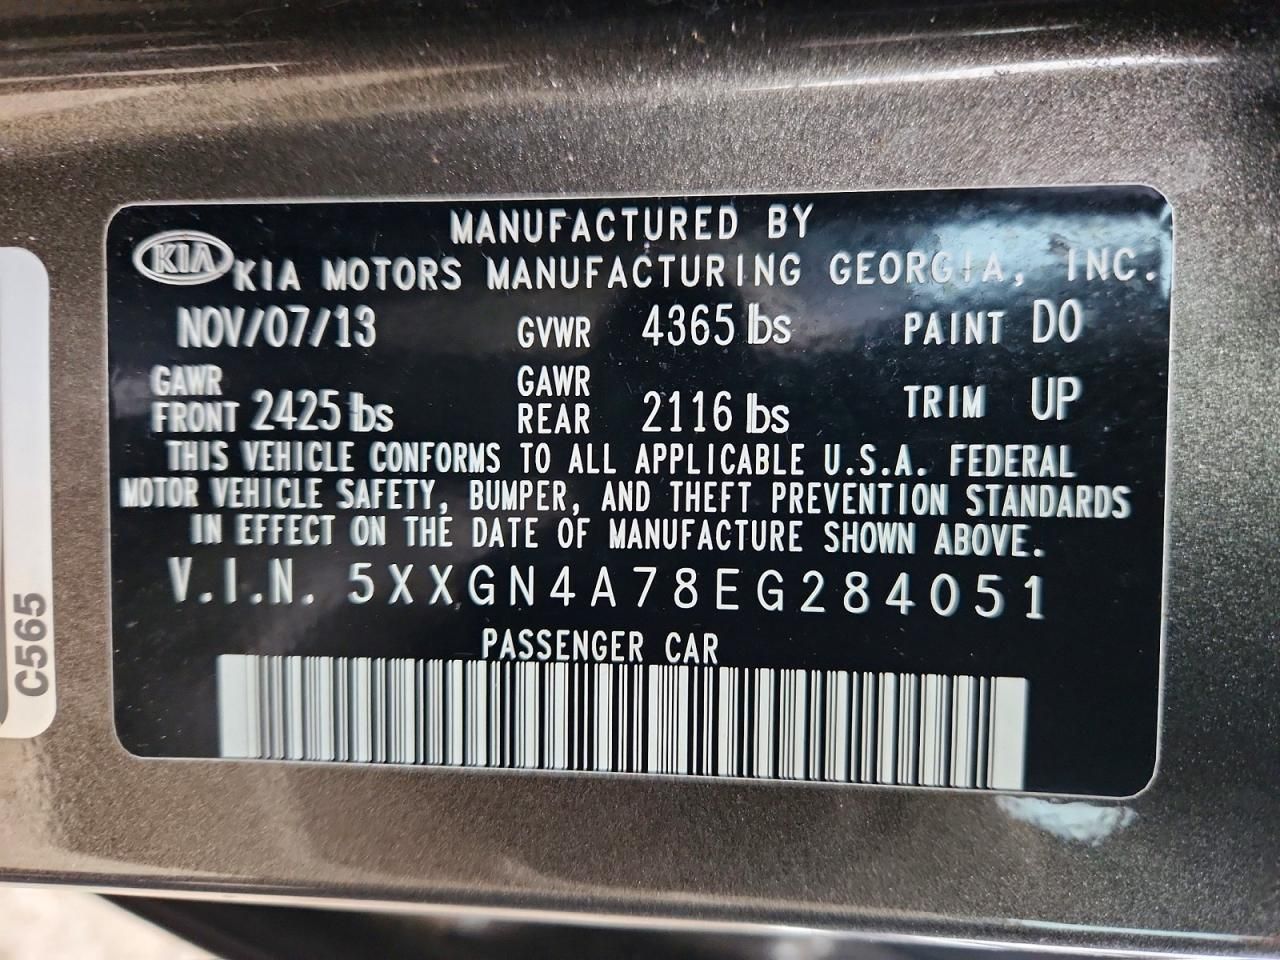 MANUFACTURED BY
KIA KIA MOTORS MANUFACTURING GEORGIA, INC.
NOV/07/13 GVWR 4365 lbs PAINT DO
GAWR FRONT 2425 lbs GAWR REAR 2116 lbs TRIM UP
THIS VEHICLE CONFORMS TO ALL APPLICABLE U.S.A. FEDERAL
MOTOR VEHICLE SAFETY, BUMPER, AND THEFT PREVENTION STANDARDS
IN EFFECT ON THE DATE OF MANUFACTURE SHOWN ABOVE.
V.I.N. 5XXGN4A78EG284051
PASSENGER CAR
C565